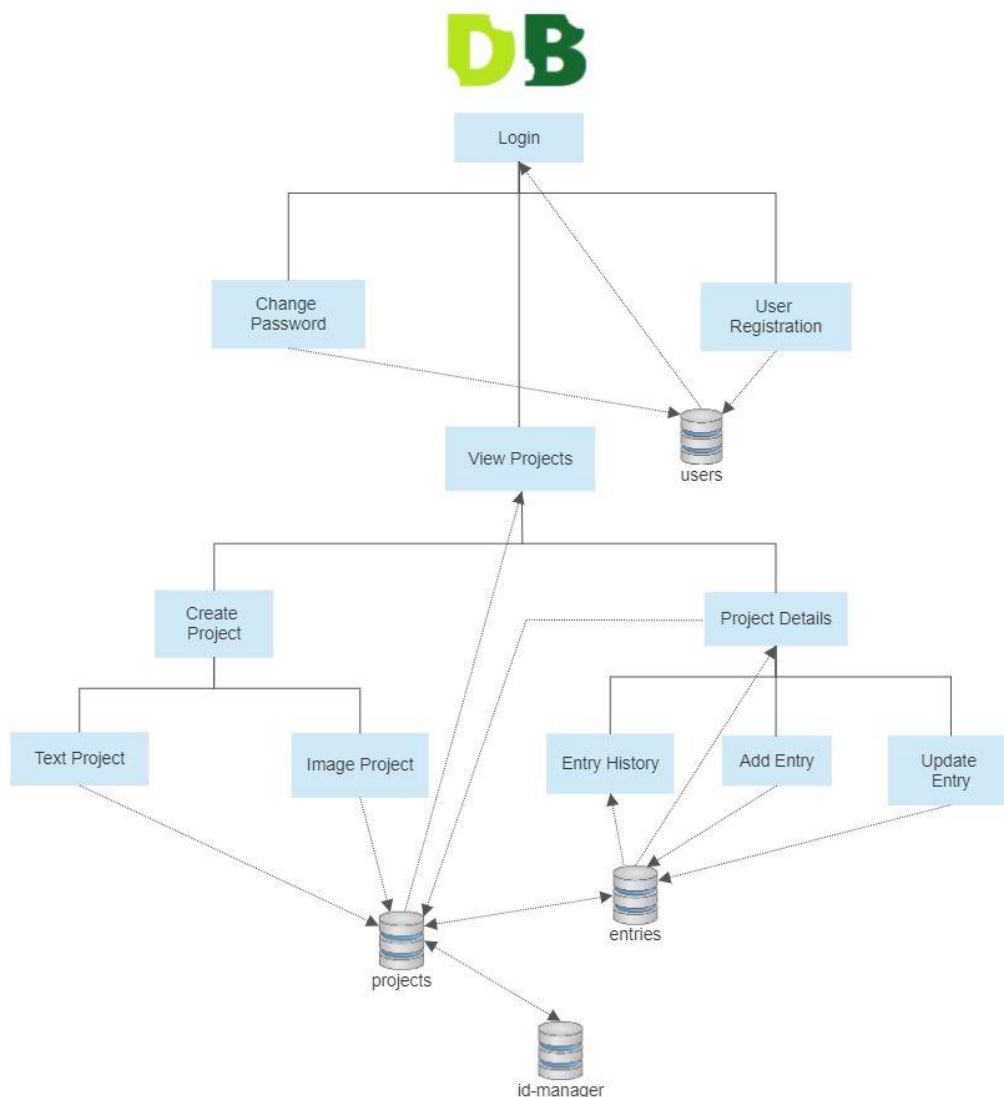 DB
Login
Change
Password
User
Registration
users
View Projects
Create
Project
Project Details
Text Project
Image Project
Entry History
Add Entry
Update
Entry
entries
projects
id-manager